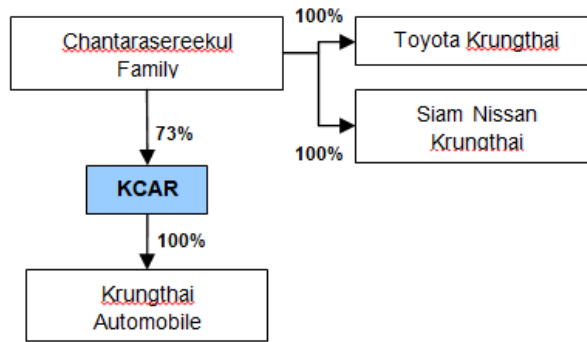 100%
Chantarasereekul
Family
Toyota Krungthai
Siam Nissan
Krungthai
100%
73%
KCAR
100%
Krungthai
Automobile